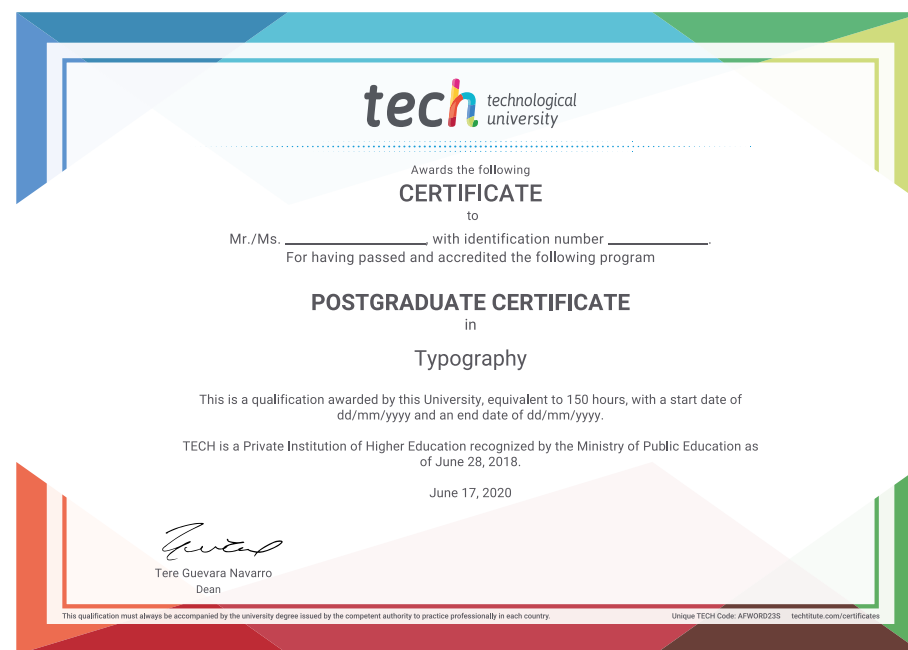 tech technological
university
Awards the following
CERTIFICATE
to
Mr./Ms. ____________________, with identification number ______________.
For having passed and accredited the following program
POSTGRADUATE CERTIFICATE
in
Typography
This is a qualification awarded by this University, equivalent to 150 hours, with a start date of
dd/mm/yyyy and an end date of dd/mm/yyyy.
TECH is a Private Institution of Higher Education recognized by the Ministry of Public Education as
of June 28, 2018.
June 17, 2020
Tere Guevara Navarro
Dean
This qualification must always be accompanied by the university degree issued by the competent authority to practice professionally in each country.
Unique TECH Code: AFWORD23S techtitute.com/certificates